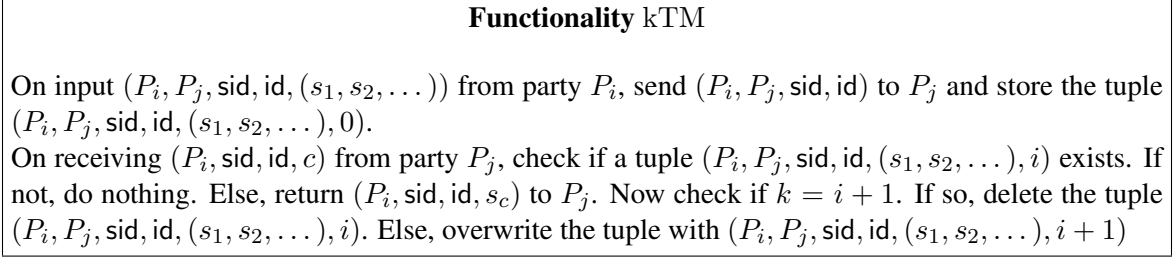 Functionality kTM
On input (P_i, P_j, sid, id, (s_1, s_2, . . . )) from party P_i, send (P_i, P_j, sid, id) to P_j and store the tuple
(P_i, P_j, sid, id, (s_1, s_2, . . . ), 0).
On receiving (P_i, sid, id, c) from party P_j, check if a tuple (P_i, P_j, sid, id, (s_1, s_2, . . . ), i) exists. If
not, do nothing. Else, return (P_i, sid, id, s_c) to P_j. Now check if k = i + 1. If so, delete the tuple
(P_i, P_j, sid, id, (s_1, s_2, . . . ), i). Else, overwrite the tuple with (P_i, P_j, sid, id, (s_1, s_2, . . . ), i + 1)